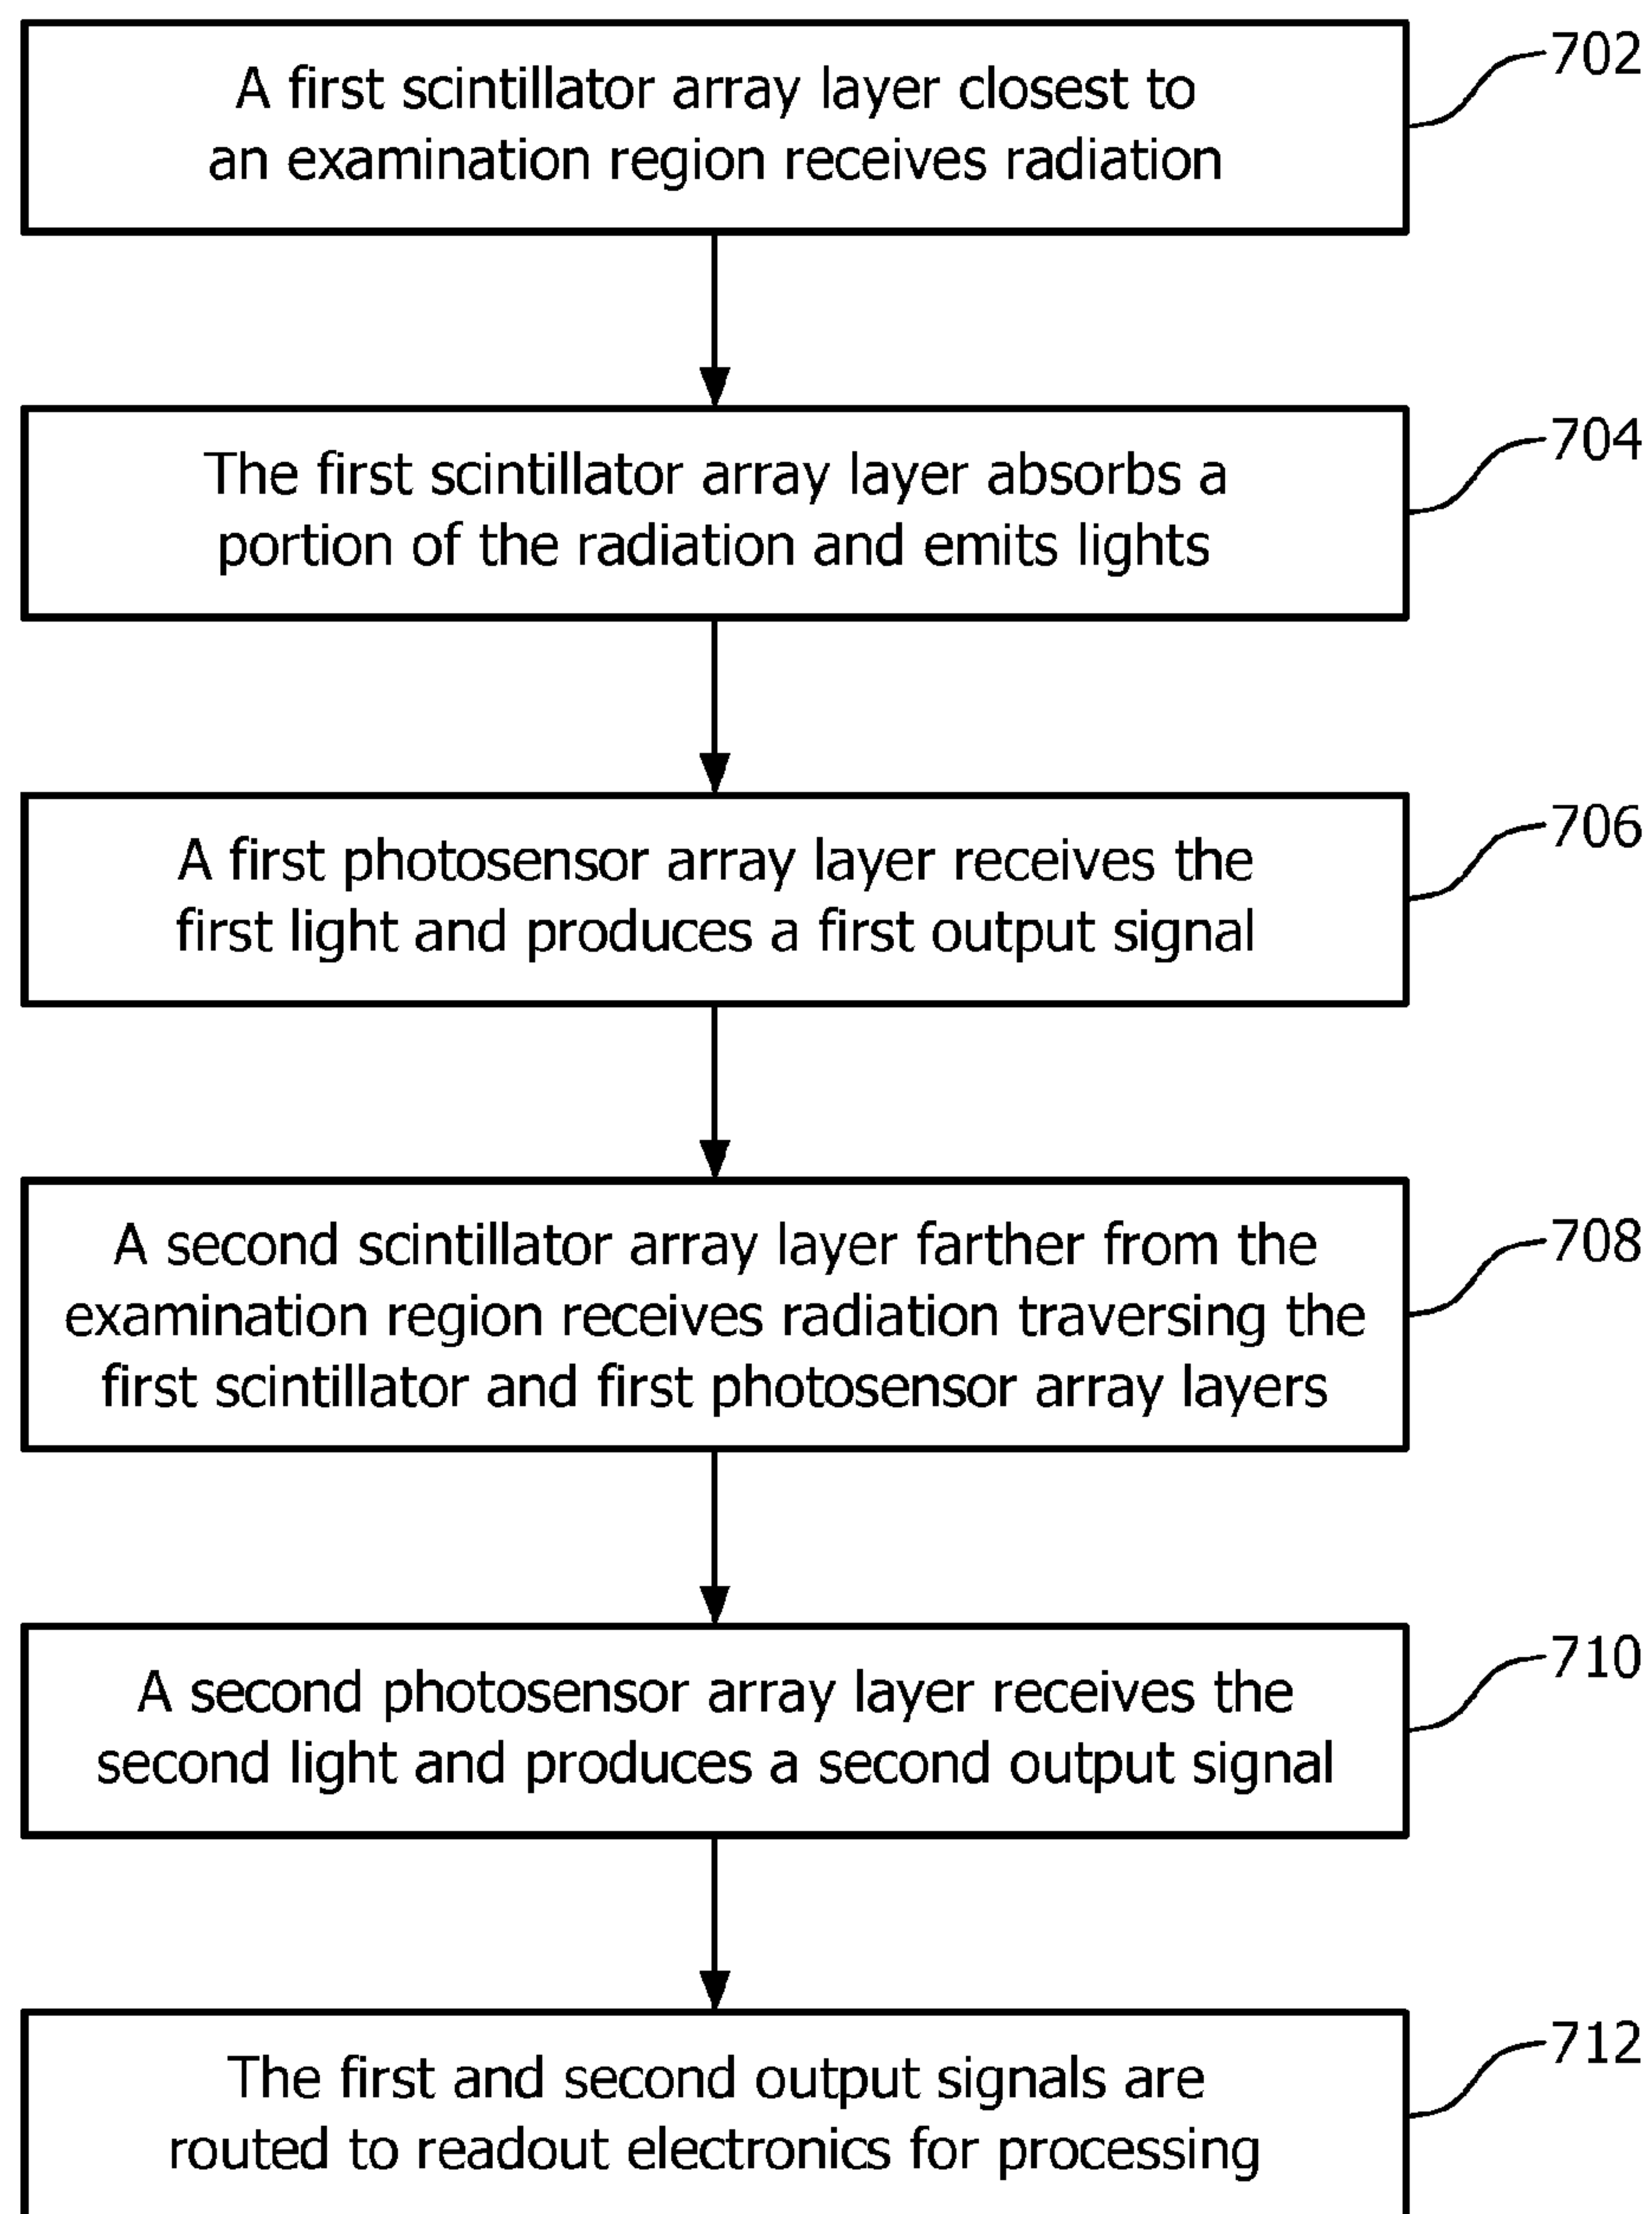 A first scintillator array layer closest to
an examination region receives radiation
702
The first scintillator array layer absorbs a
portion of the radiation and emits lights
704
A first photosensor array layer receives the
first light and produces a first output signal
706
A second scintillator array layer farther from the
examination region receives radiation traversing the
first scintillator and first photosensor array layers
708
A second photosensor array layer receives the
second light and produces a second output signal
710
The first and second output signals are
routed to readout electronics for processing
712